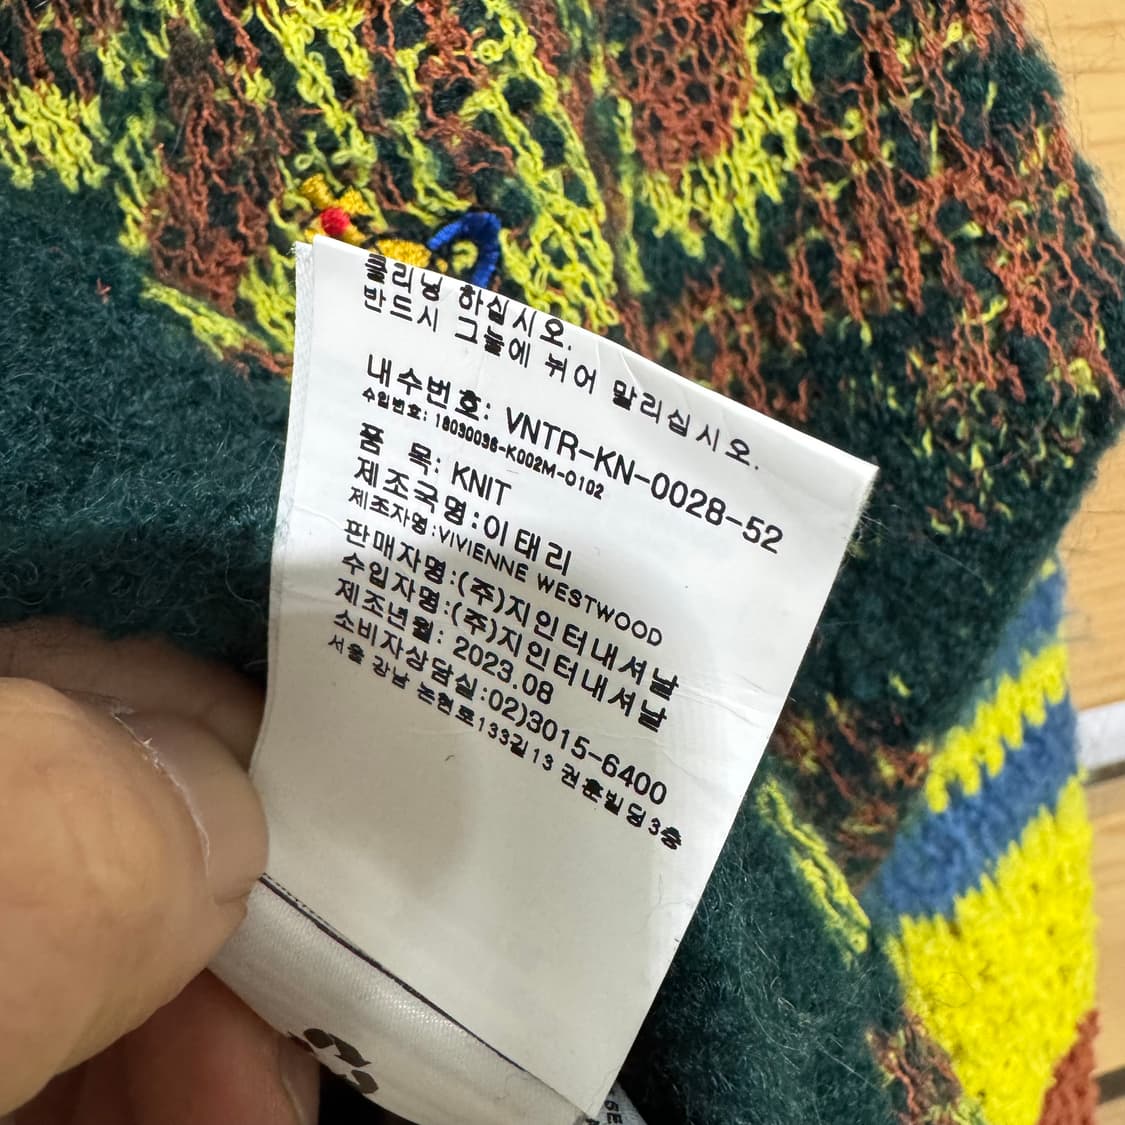 클리닝 하십시오.
반드시 그늘에 뉘어 말리십시오.
내수번호: VNTR-KN-0028-52
수입번호: 18030036-K002M-O102
품 목: KNIT
제조국명:이태리
제조자명:VIVIENNE WESTWOOD
판매자명:(주)지인터내셔날
수입자명:(주)지인터내셔날
제조년월: 2023.08
소비자상담실:02)3015-6400
서울 강남 논현로133길13 권훈빌딩3층